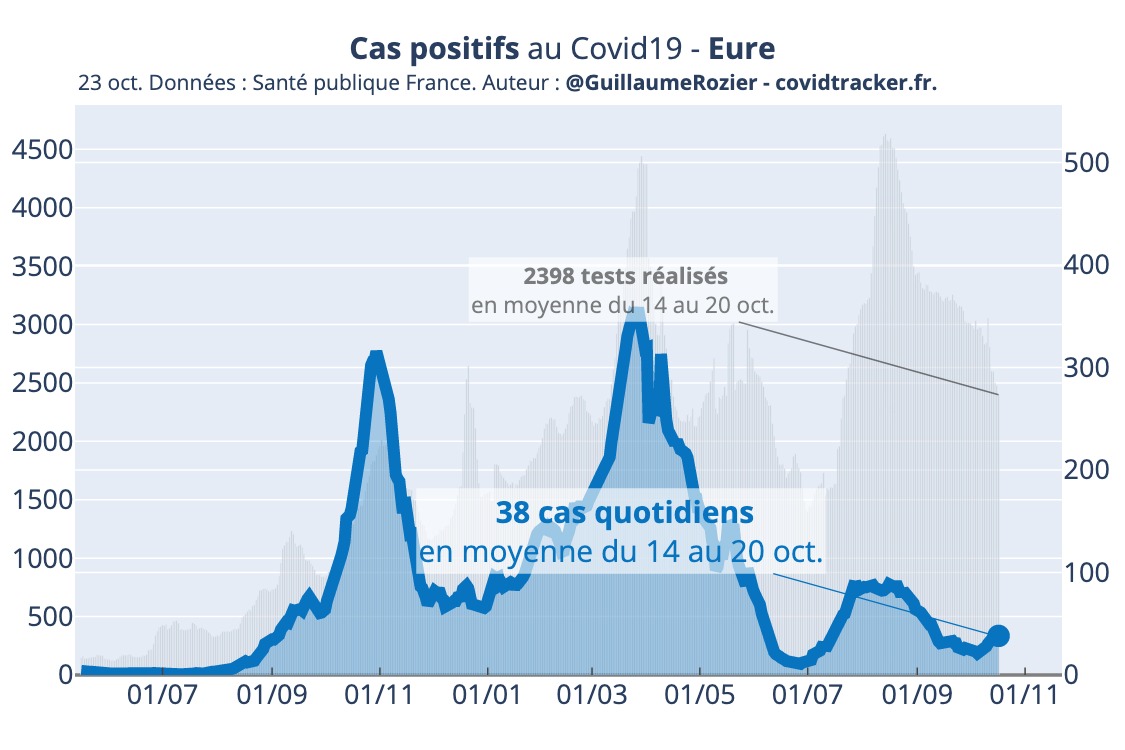 Cas positifs au Covid19 - Eure
23 oct. Données : Santé publique France. Auteur : @GuillaumeRozier - covidtracker.fr.
4500
4000
3500
3000
2500
2000
1500
1000
500
0
500
400
300
200
100
0
2398 tests réalisés
en moyenne du 14 au 20 oct.
38 cas quotidiens
en moyenne du 14 au 20 oct.
01/07 01/09 01/11 01/01 01/03 01/05 01/07 01/09 01/11